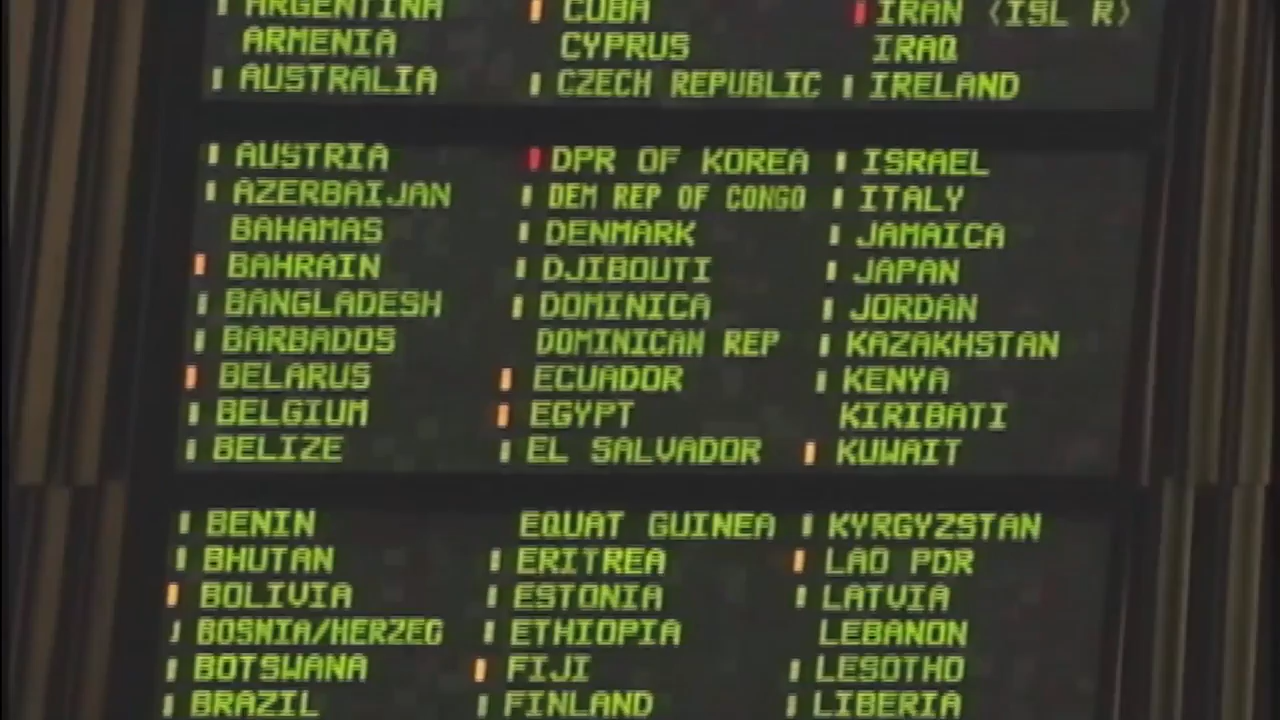 ARGENTINA CUBA IRAN (ISL R)
ARMENIA CYPRUS IRAQ
AUSTRALIA CZECH REPUBLIC IRELAND
AUSTRIA DPR OF KOREA ISRAEL
AZERBAIJAN DEM REP OF CONGO ITALY
BAHAMAS DENMARK JAMAICA
BAHRAIN DJIBOUTI JAPAN
BANGLADESH DOMINICA JORDAN
BARBADOS DOMINICAN REP KAZAKHSTAN
BELARUS ECUADOR KENYA
BELGIUM EGYPT KIRIBATI
BELIZE EL SALVADOR KUWAIT
BENIN EQUAT GUINEA KYRGYZSTAN
BHUTAN ERITREA LAO PDR
BOLIVIA ESTONIA LATVIA
BOSNIA/HERZEG ETHIOPIA LEBANON
BOTSWANA FIJI LESOTHO
BRAZIL FINLAND LIBERIA